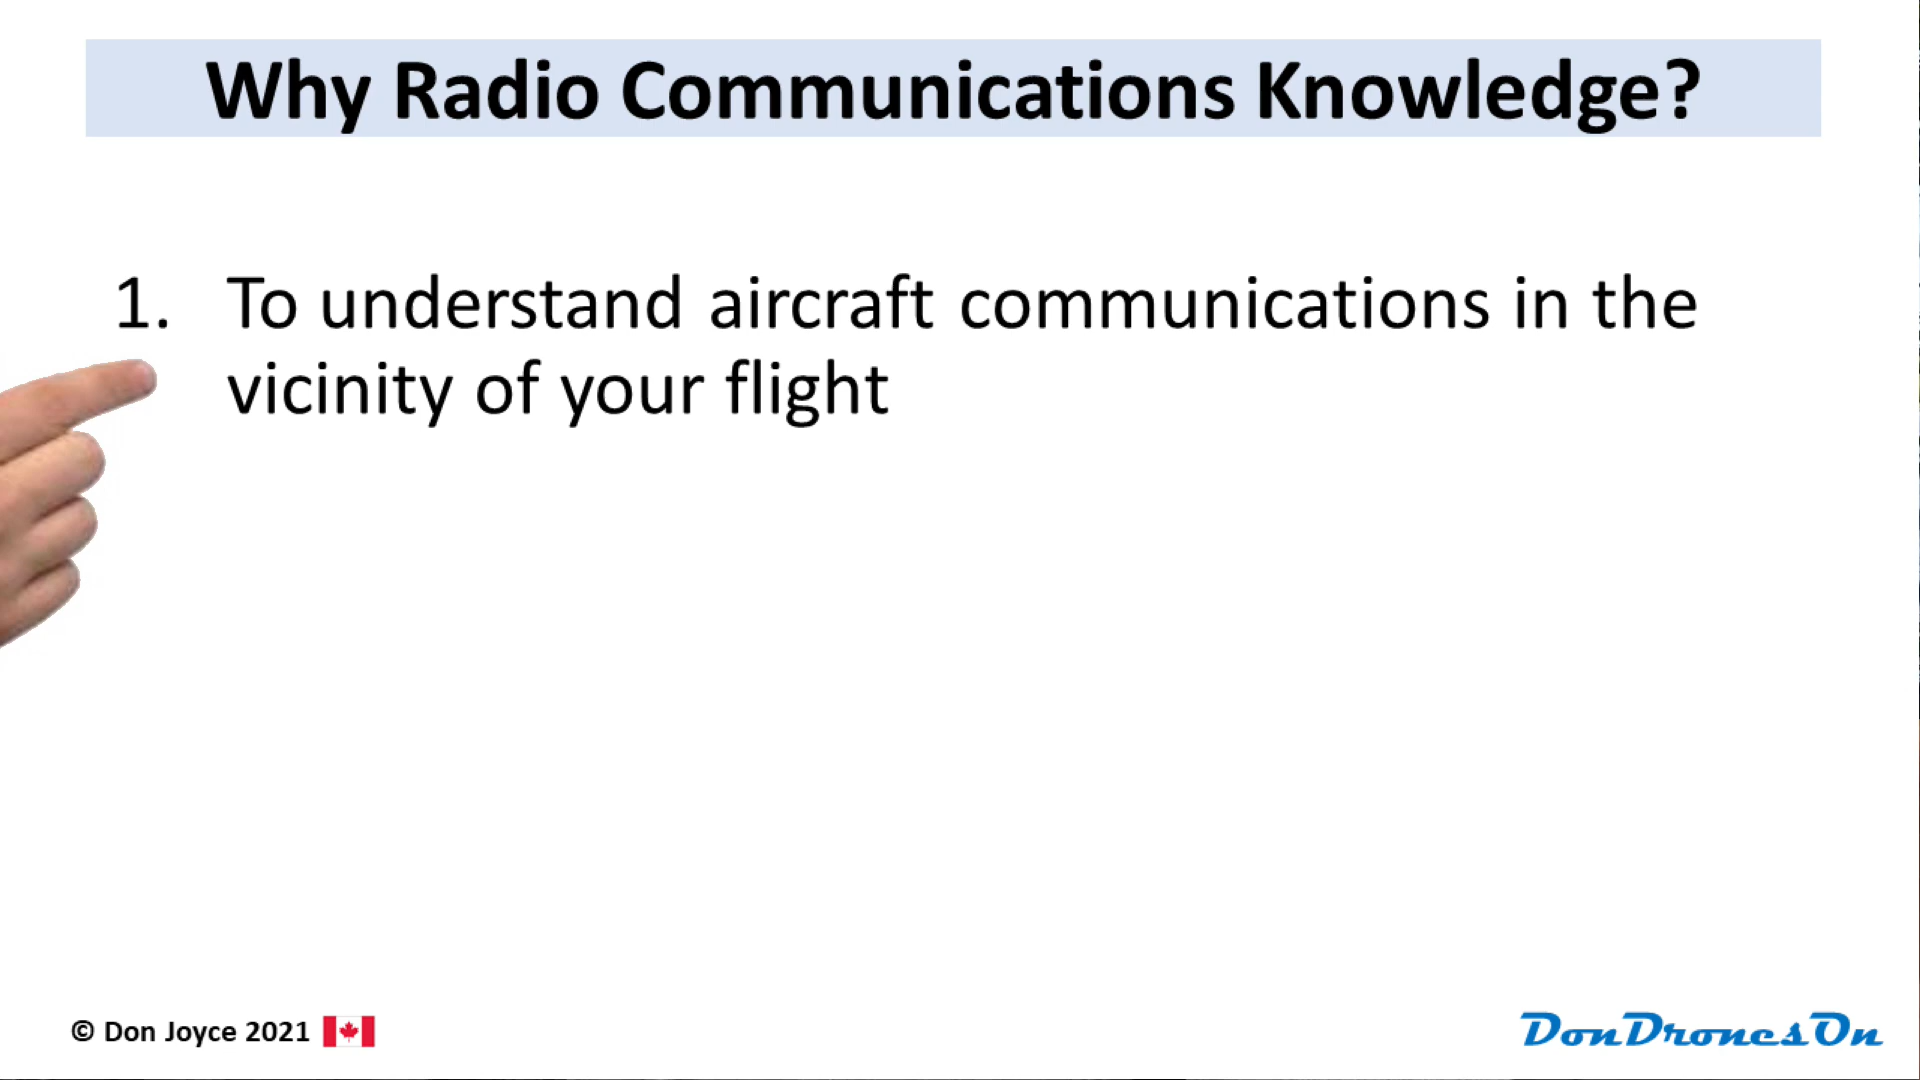 Why Radio Communications Knowledge?
1. To understand aircraft communications in the
vicinity of your flight
© Don Joyce 2021
DonDronesOn